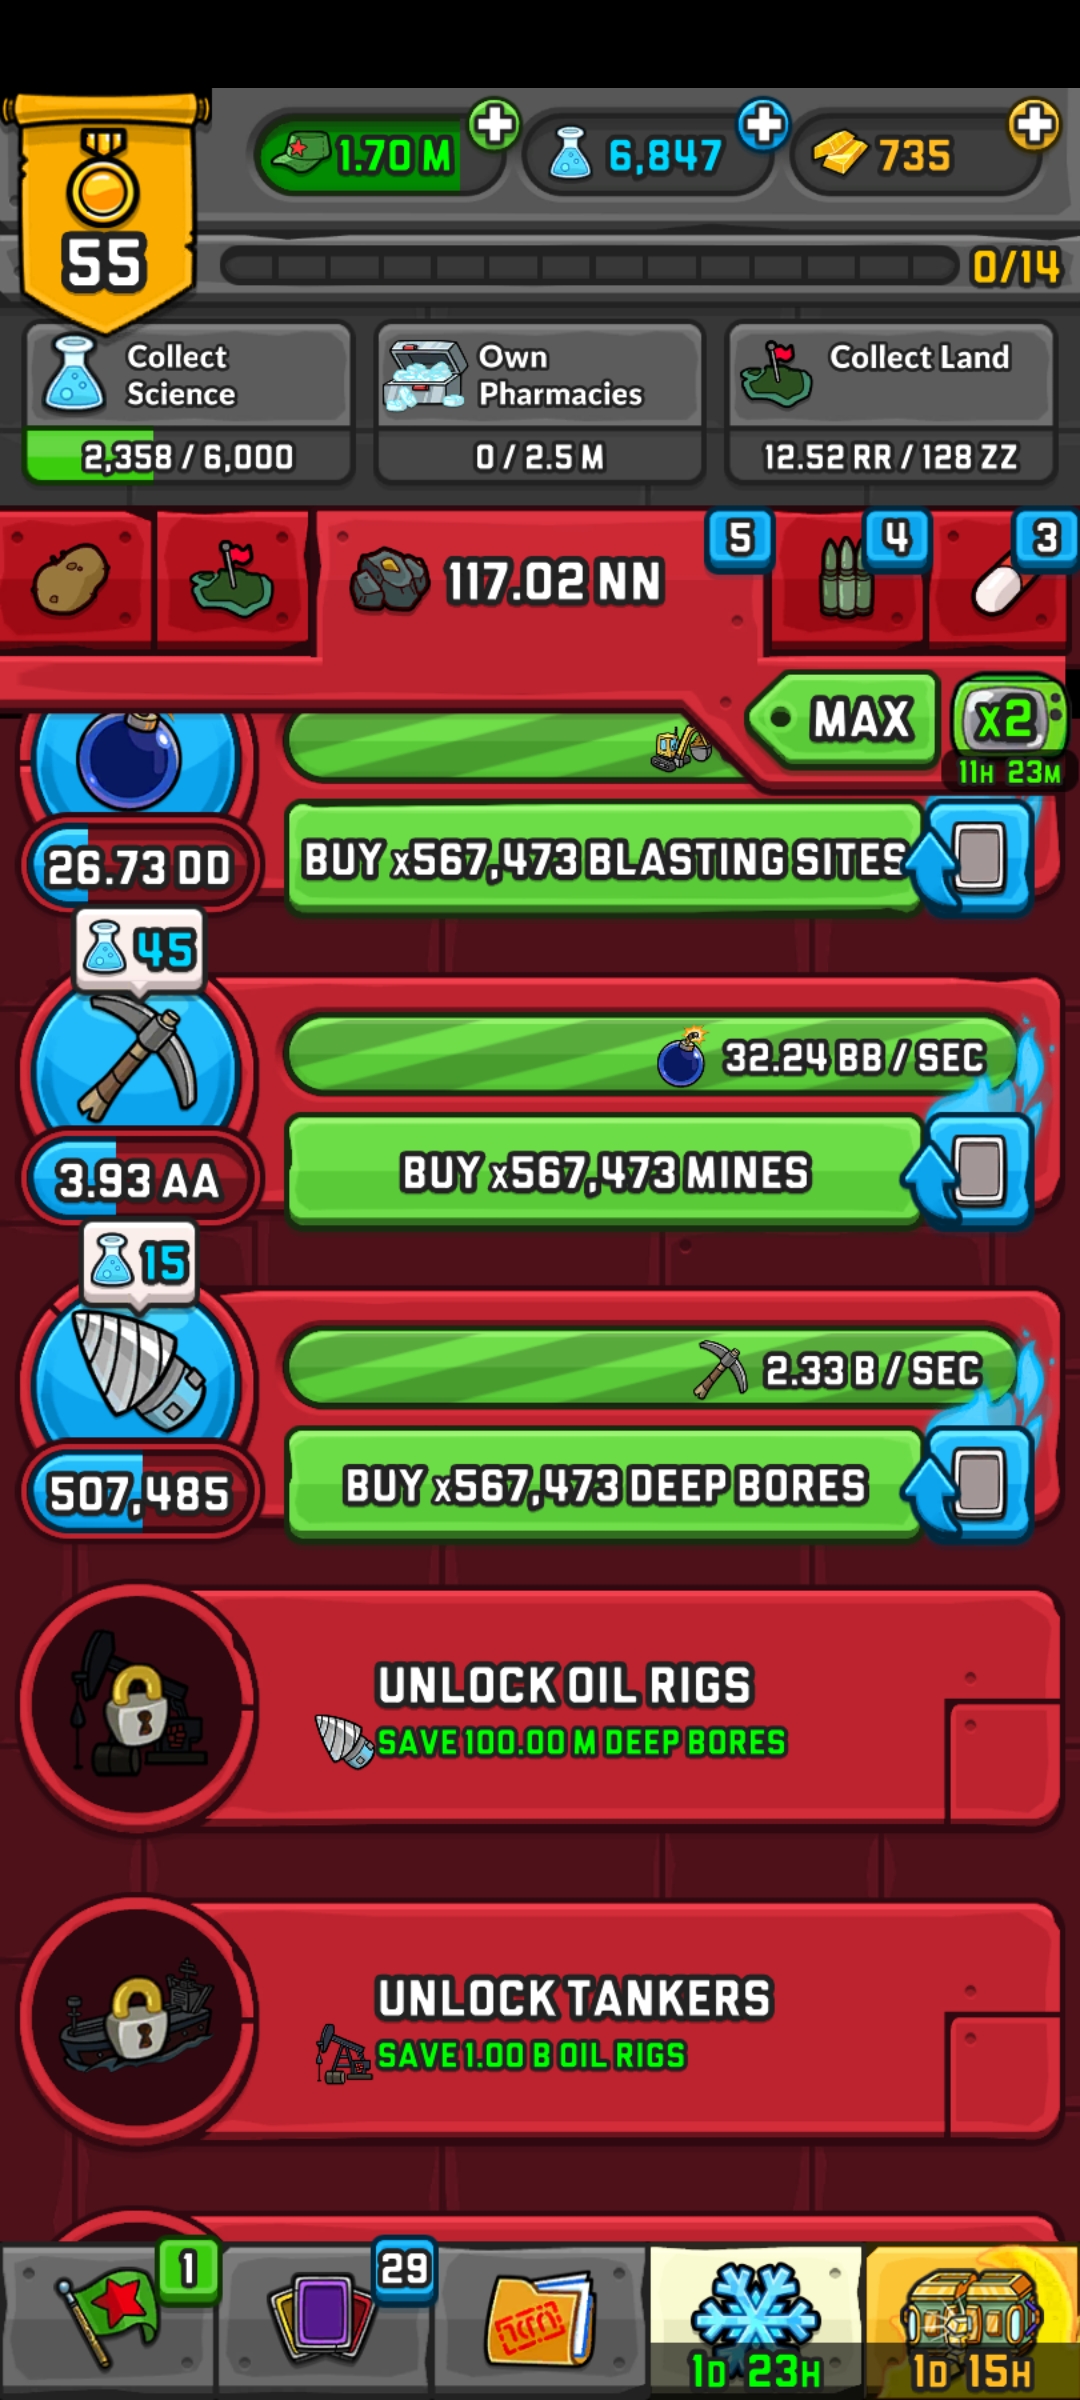 1.70 M
6,847
735
55
0/14
Collect Science
2,358 / 6,000
Own Pharmacies
0 / 2.5 M
Collect Land
12.52 RR / 128 ZZ
117.02 NN
5
4
3
MAX
x2
11H 23M
26.73 DD
BUY x567,473 BLASTING SITES
45
32.24 BB / SEC
3.93 AA
BUY x567,473 MINES
15
2.33 B / SEC
507,485
BUY x567,473 DEEP BORES
UNLOCK OIL RIGS
SAVE 100.00 M DEEP BORES
UNLOCK TANKERS
SAVE 1.00 B OIL RIGS
1
29
1D 23H
1D 15H